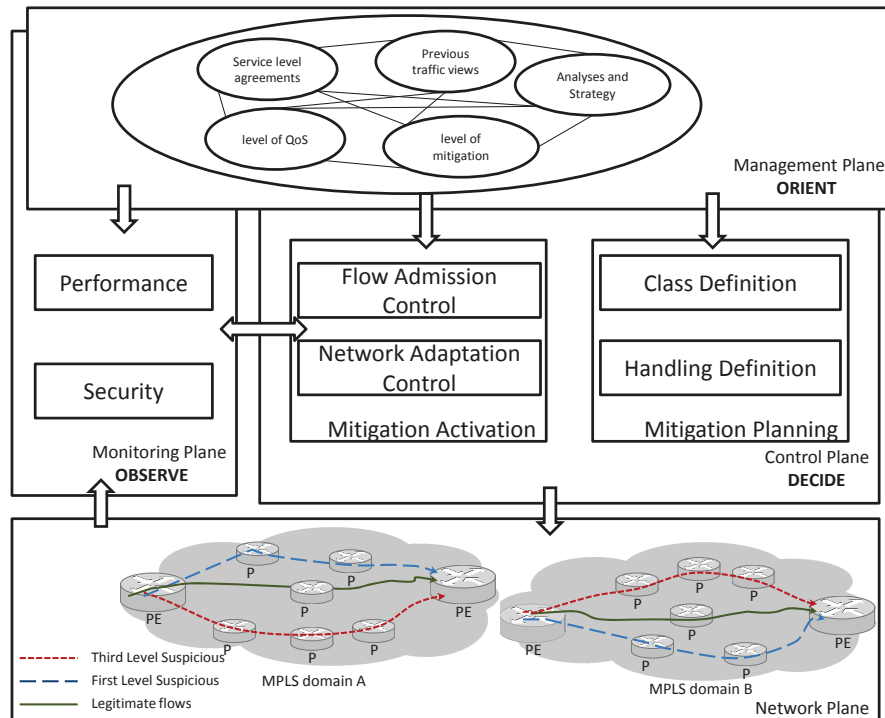 Service level
agreements
Previous
traffic views
Analyses and
Strategy
level of QoS
level of
mitigation
Management Plane
ORIENT
Performance
Security
Monitoring Plane
OBSERVE
Flow Admission
Control
Network Adaptation
Control
Mitigation Activation
Class Definition
Handling Definition
Mitigation Planning
Control Plane
DECIDE
PE
P
P
P
P
P
P
PE
MPLS domain A
PE
P
P
P
P
P
P
PE
MPLS domain B
Third Level Suspicious
First Level Suspicious
Legitimate flows
Network Plane